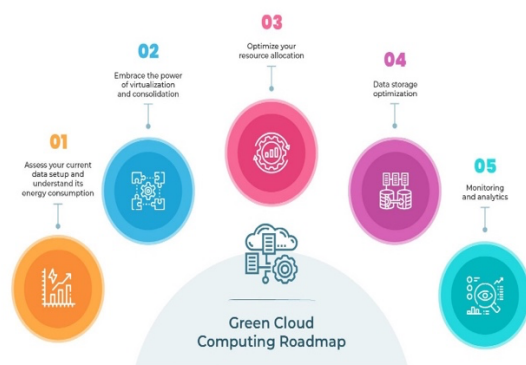 01
Assess your current
data setup and
understand its
energy consumption
02
Embrace the power
of virtualization
and consolidation
03
Optimize your
resource allocation
04
Data storage
optimization
05
Monitoring
and analytics
Green Cloud
Computing Roadmap